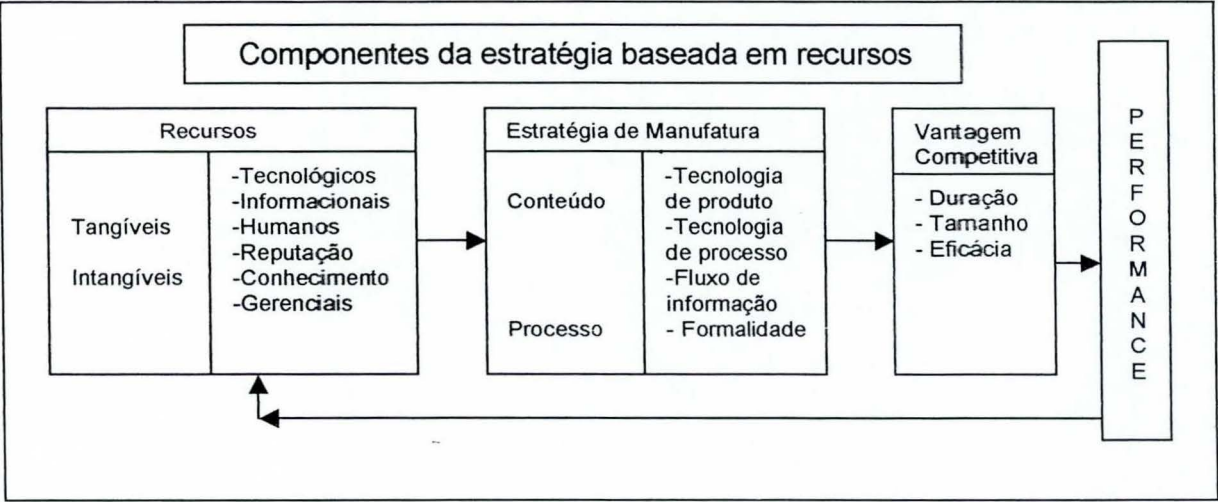 Componentes da estratégia baseada em recursos
Recursos
Tangíveis
Intangíveis
-Tecnológicos
-Informacionais
-Humanos
-Reputação
-Conhecimento
-Gerenciais
Estratégia de Manufatura
Conteúdo
Processo
-Tecnologia
de produto
-Tecnologia
de processo
-Fluxo de
informação
- Formalidade
Vantagem
Competitiva
- Duração
- Tamanho
- Eficácia
PERFORMANCE